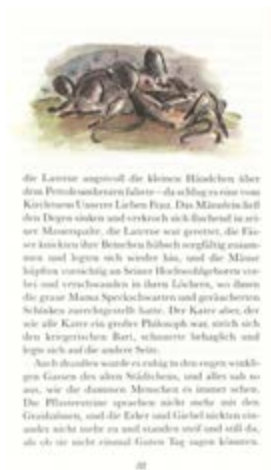 die Laterne angstvoll die kleinen Händchen über
dem Petroleumherzen faltete – da schlug es eins vom
Kirchturm Unserer Lieben Frau. Das Männlein ließ
den Degen sinken und verkroch sich fluchend in sei-
ner Mauerspalte, die Laterne war gerettet, die Füs-
ser knickten ihre Beinchen hübsch sorgfältig zusam-
men und legten sich wieder hin, und die Mäuse
hüpften vorsichtig an Seiner Hochwohlgeboren vor-
bei und verschwanden in ihren Löchern, wo ihnen
die graue Mama Speckschwarten und geräucherten
Schinken zurechtgestellt hatte. Der Kater aber, der
wie alle Kater ein großer Philosoph war, strich sich
den kriegerischen Bart, schnurrte behaglich und
legte sich auf die andere Seite.
Auch draußen wurde es ruhig in den engen winkli-
gen Gassen des alten Städtchens, und alles sah so
aus, wie die dummen Menschen es immer sehen.
Die Pflastersteine sprachen nicht mehr mit den
Grashalmen, und die Erker und Giebel nickten ein-
ander nicht mehr zu und standen steif und still da,
als ob sie nicht einmal Guten Tag sagen könnten.